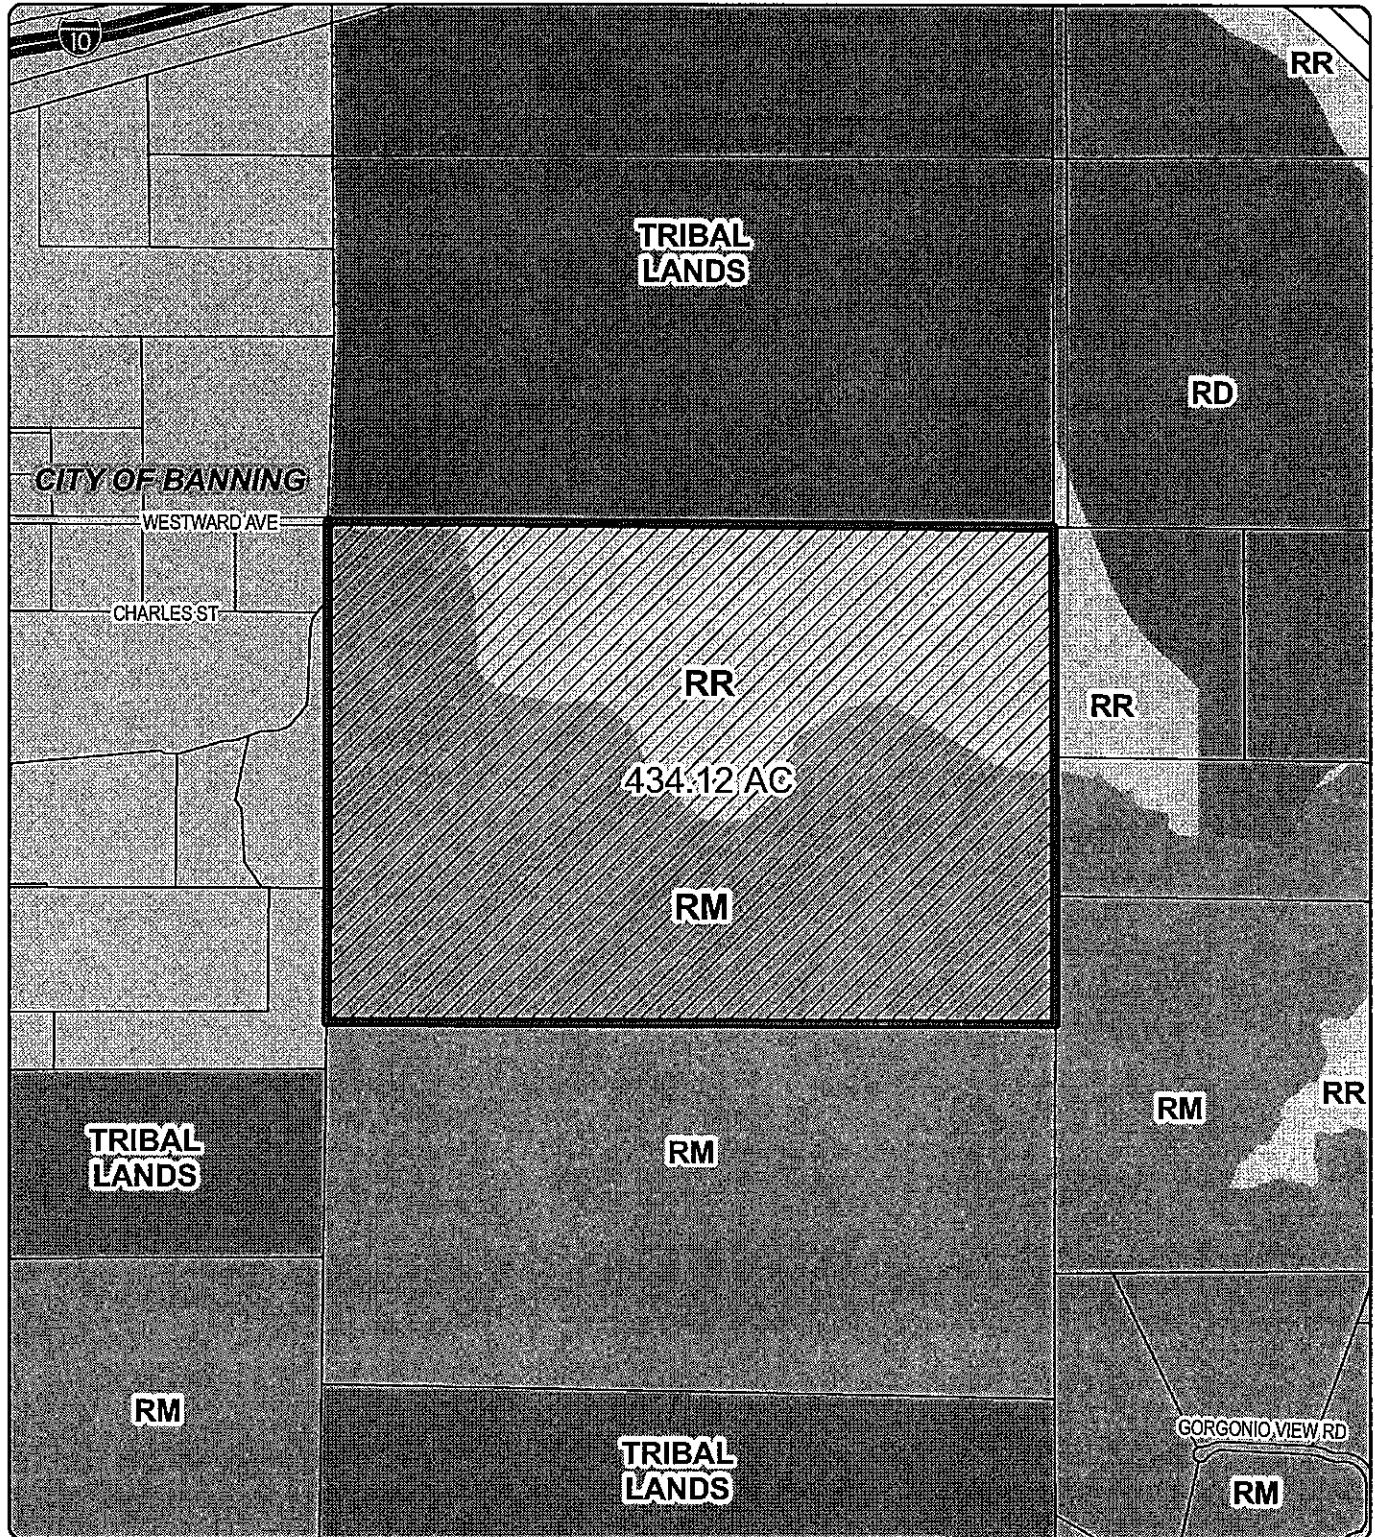 10
RR
TRIBAL
LANDS
RD
CITY OF BANNING
WESTWARD AVE
CHARLES ST
RR
RR
434.12 AC
RM
RR
RM
TRIBAL
LANDS
RM
RM
GORGONIO VIEW RD
TRIBAL
LANDS
RM